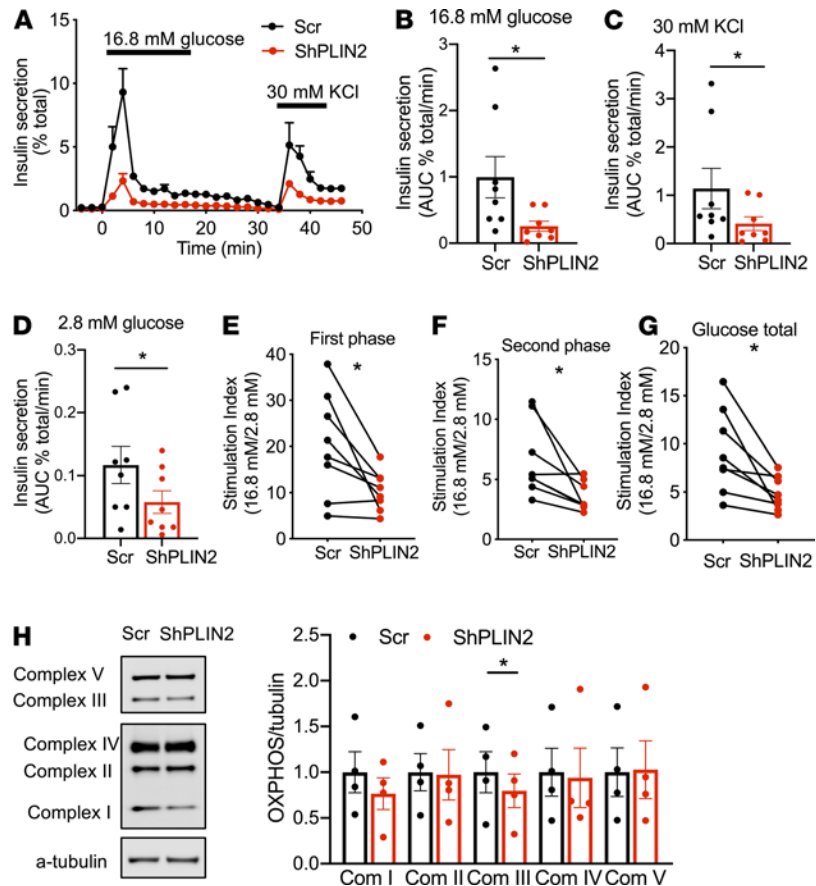 A
16.8 mM glucose
Scr
ShPLIN2
30 mM KCl
Insulin secretion
(% total)
15
10
5
0
0 10 20 30 40 50
Time (min)
B
16.8 mM glucose
*
Insulin secretion
(AUC % total/min)
3
2
1
0
Scr ShPLIN2
C
30 mM KCl
*
Insulin secretion
(AUC % total/min)
4
3
2
1
0
Scr ShPLIN2
D
2.8 mM glucose
*
Insulin secretion
(AUC % total/min)
0.3
0.2
0.1
0.0
Scr ShPLIN2
E
First phase
*
Stimulation Index
(16.8 mM/2.8 mM)
40
30
20
10
0
Scr ShPLIN2
F
Second phase
*
Stimulation Index
(16.8 mM/2.8 mM)
15
10
5
0
Scr ShPLIN2
G
Glucose total
*
Stimulation Index
(16.8 mM/2.8 mM)
20
15
10
5
0
Scr ShPLIN2
H
Scr ShPLIN2
Complex V
Complex III
Complex IV
Complex II
Complex I
a-tubulin
Scr ShPLIN2
*
OXPHOS/tubulin
2.5
2.0
1.5
1.0
0.5
0.0
Com I Com II Com III Com IV Com V